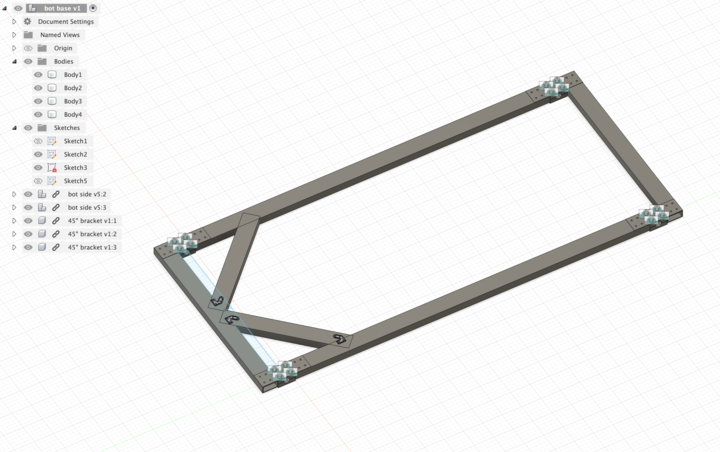 bot base v1
Document Settings
Named Views
Origin
Bodies
Body1
Body2
Body3
Body4
Sketches
Sketch1
Sketch2
Sketch3
Sketch5
bot side v5:2
bot side v5:3
45° bracket v1:1
45° bracket v1:2
45° bracket v1:3